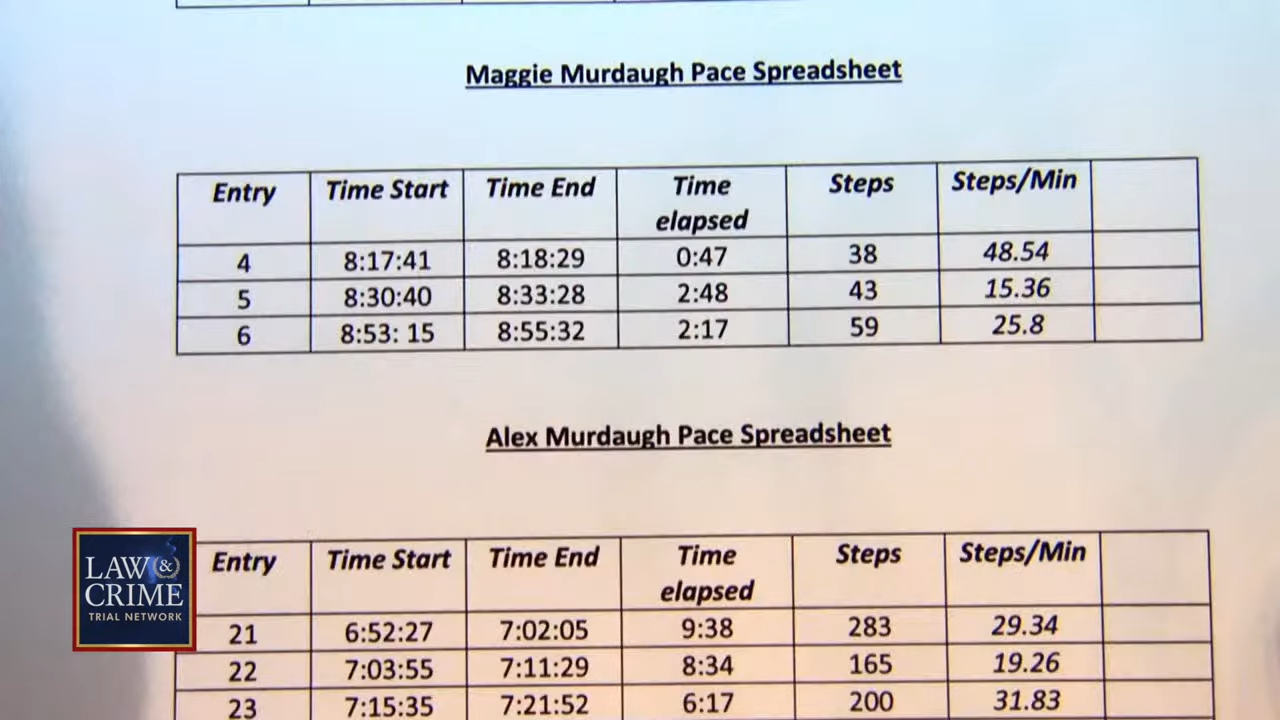 Maggie Murdaugh Pace Spreadsheet
Entry Time Start Time End Time elapsed Steps Steps/Min
4 8:17:41 8:18:29 0:47 38 48.54
5 8:30:40 8:33:28 2:48 43 15.36
6 8:53: 15 8:55:32 2:17 59 25.8
Alex Murdaugh Pace Spreadsheet
Entry Time Start Time End Time elapsed Steps Steps/Min
21 6:52:27 7:02:05 9:38 283 29.34
22 7:03:55 7:11:29 8:34 165 19.26
23 7:15:35 7:21:52 6:17 200 31.83
LAW &
CRIME
TRIAL NETWORK